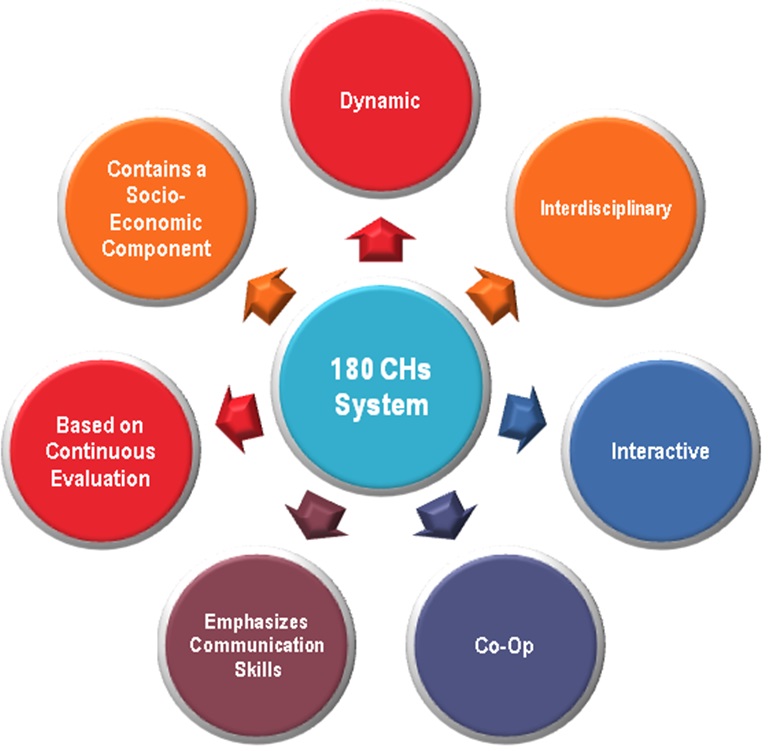 Dynamic
Interdisciplinary
Interactive
Co-Op
Emphasizes
Communication
Skills
Based on
Continuous
Evaluation
Contains a
Socio-
Economic
Component
180 CHs
System